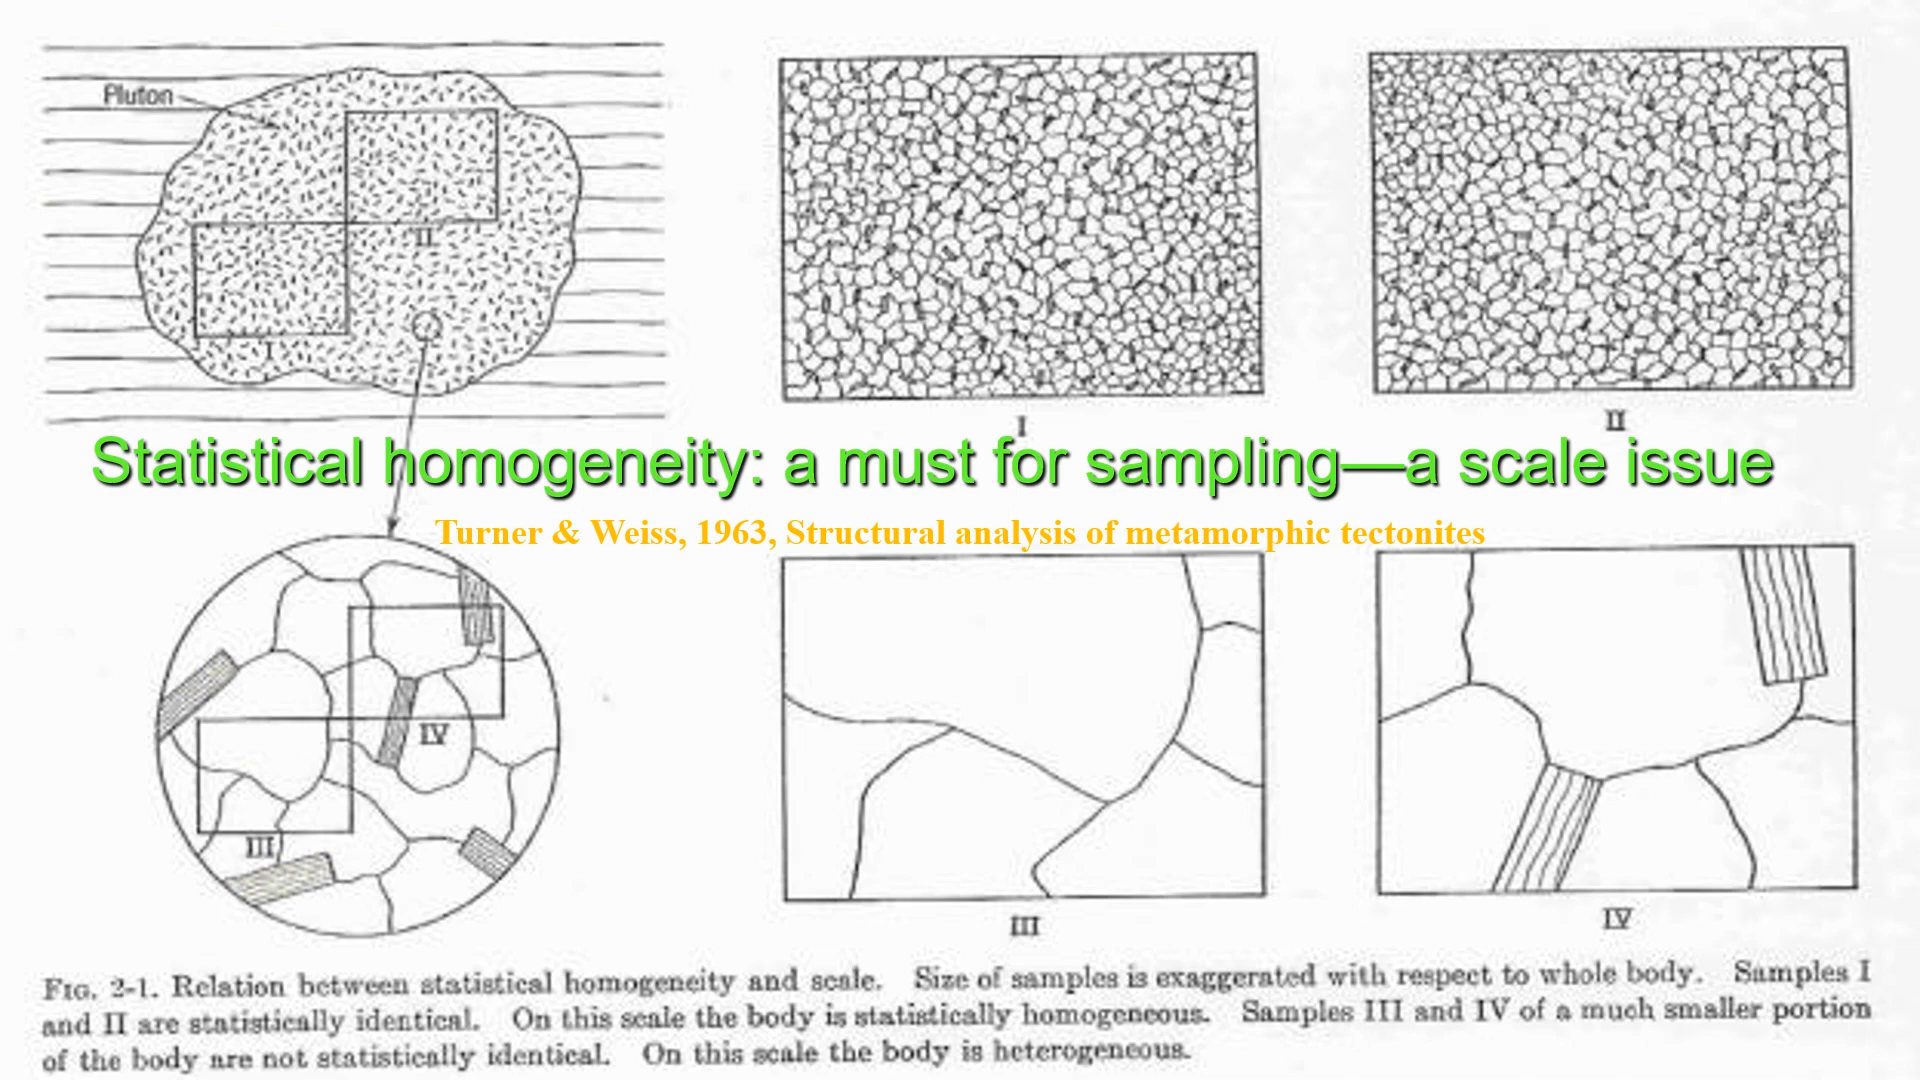 Pluton
II
I
I
II
Statistical homogeneity: a must for sampling—a scale issue
Turner & Weiss, 1963, Structural analysis of metamorphic tectonites
IV
III
III
IV
FIG. 2-1. Relation between statistical homogeneity and scale. Size of samples is exaggerated with respect to whole body. Samples I
and II are statistically identical. On this scale the body is statistically homogeneous. Samples III and IV of a much smaller portion
of the body are not statistically identical. On this scale the body is heterogeneous.